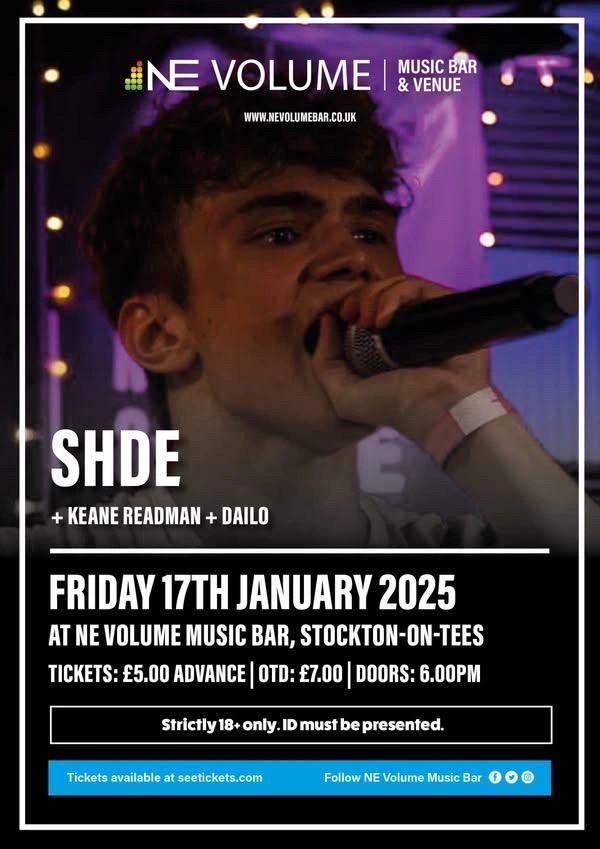 NE VOLUME | MUSIC BAR
& VENUE
WWW.NEVOLUMEBAR.CO.UK
SHDE
+ KEANE READMAN + DAILO
FRIDAY 17TH JANUARY 2025
AT NE VOLUME MUSIC BAR, STOCKTON-ON-TEES
TICKETS: £5.00 ADVANCE | OTD: £7.00 | DOORS: 6.00PM
Strictly 18+ only. ID must be presented.
Tickets available at seetickets.com
Follow NE Volume Music Bar